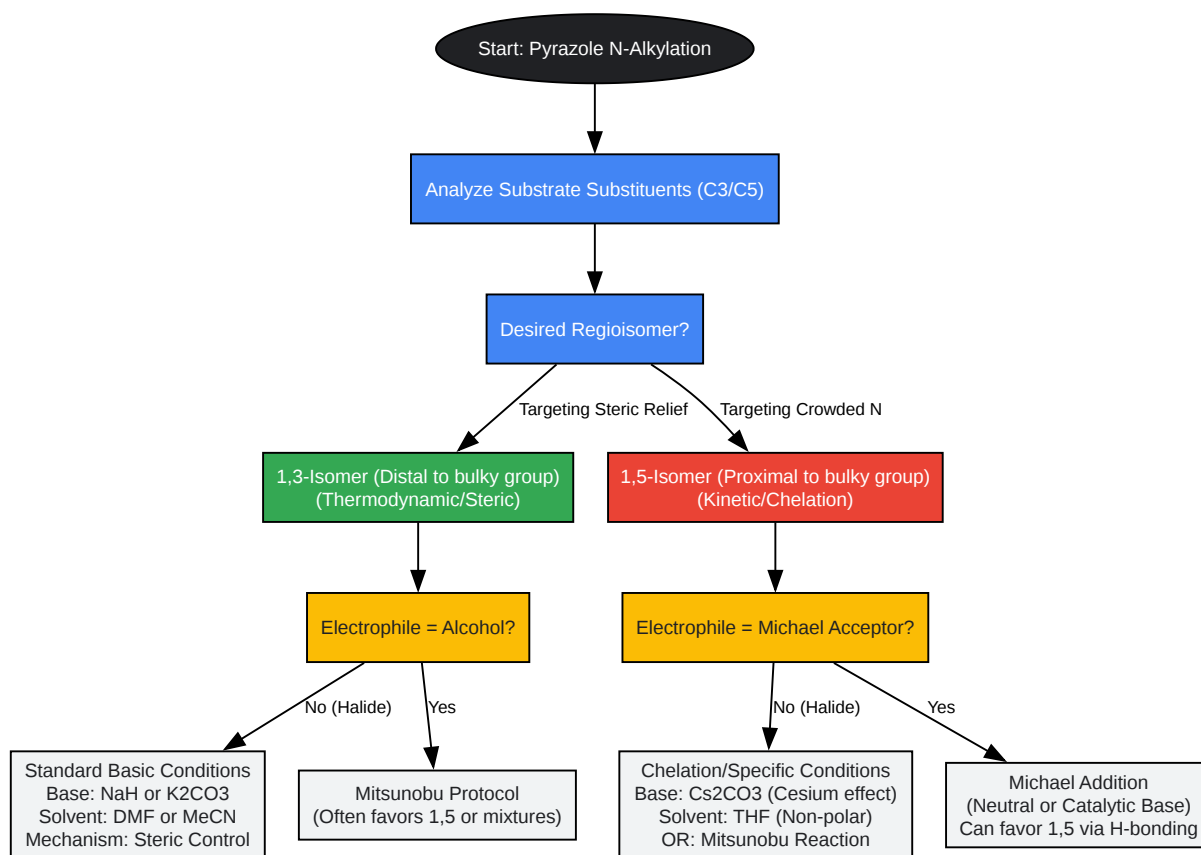 Start: Pyrazole N-Alkylation
Analyze Substrate Substituents (C3/C5)
Desired Regioisomer?
Targeting Steric Relief
Targeting Crowded N
1,3-Isomer (Distal to bulky group)
(Thermodynamic/Steric)
1,5-Isomer (Proximal to bulky group)
(Kinetic/Chelation)
Electrophile = Alcohol?
Electrophile = Michael Acceptor?
No (Halide)
Yes
No (Halide)
Yes
Standard Basic Conditions
Base: NaH or K2CO3
Solvent: DMF or MeCN
Mechanism: Steric Control
Mitsunobu Protocol
(Often favors 1,5 or mixtures)
Chelation/Specific Conditions
Base: Cs2CO3 (Cesium effect)
Solvent: THF (Non-polar)
OR: Mitsunobu Reaction
Michael Addition
(Neutral or Catalytic Base)
Can favor 1,5 via H-bonding